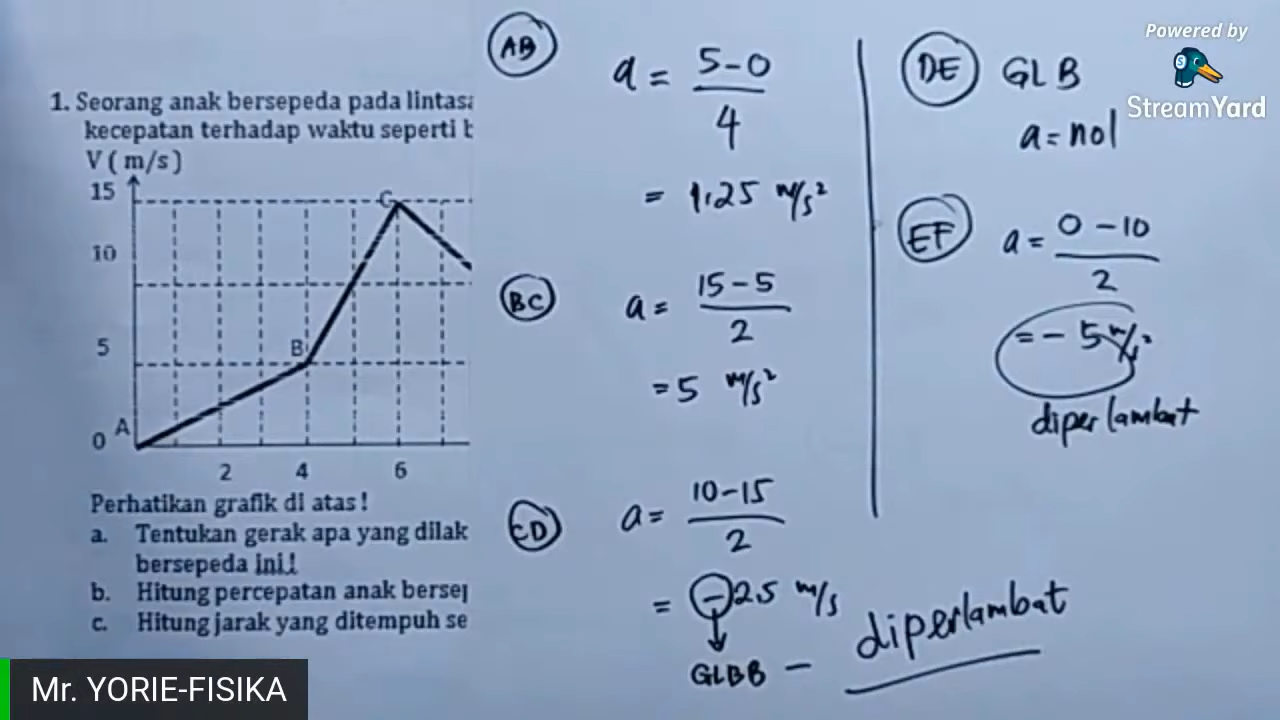 1. Seorang anak bersepeda pada lintasa
kecepatan terhadap waktu seperti b
V ( m/s )
15
10
5
0
A
B
C
2 4 6
Perhatikan grafik di atas !
a. Tentukan gerak apa yang dilak
bersepeda ini!
b. Hitung percepatan anak bersep
c. Hitung jarak yang ditempuh se
AB
a = 5-0
4
= 1.25 m/s²
BC
a = 15-5
2
= 5 m/s²
CD
a = 10-15
2
= -2.5 m/s
GLBB - diperlambat
DE GLB
a = nol
EF a = 0-10
2
= - 5 m/s²
diperlambat
Powered by
StreamYard
Mr. YORIE-FISIKA